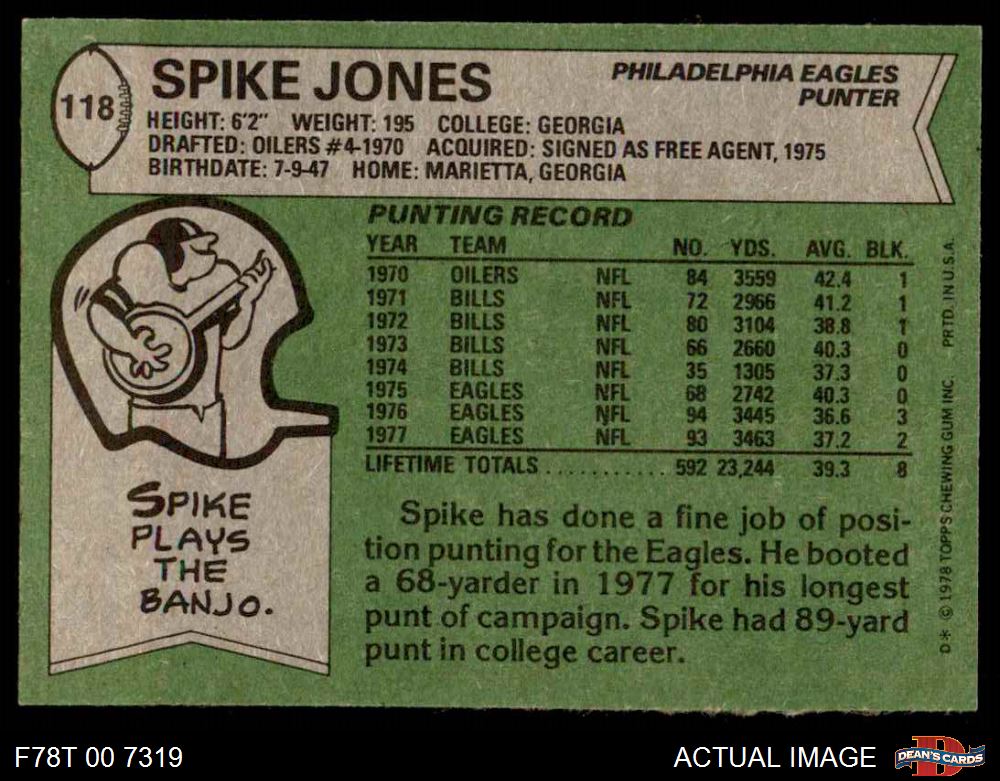 118
SPIKE JONES
PHILADELPHIA EAGLES
PUNTER
HEIGHT: 6'2" WEIGHT: 195 COLLEGE: GEORGIA
DRAFTED: OILERS #4-1970 ACQUIRED: SIGNED AS FREE AGENT, 1975
BIRTHDATE: 7-9-47 HOME: MARIETTA, GEORGIA
PUNTING RECORD
YEAR TEAM NO. YDS. AVG. BLK.
1970 OILERS NFL 84 3559 42.4 1
1971 BILLS NFL 72 2966 41.2 1
1972 BILLS NFL 80 3104 38.8 1
1973 BILLS NFL 66 2660 40.3 0
1974 BILLS NFL 35 1305 37.3 0
1975 EAGLES NFL 68 2742 40.3 0
1976 EAGLES NFL 94 3445 36.6 3
1977 EAGLES NFL 93 3463 37.2 2
LIFETIME TOTALS . . . . . . . . . . . 592 23,244 39.3 8
SPIKE
PLAYS
THE
BANJO.
Spike has done a fine job of posi-
tion punting for the Eagles. He booted
a 68-yarder in 1977 for his longest
punt of campaign. Spike had 89-yard
punt in college career.
D* © 1978 TOPPS CHEWING GUM INC. PRTD. IN U.S.A.
F78T 00 7319
ACTUAL IMAGE
D
DEAN'S CARDS